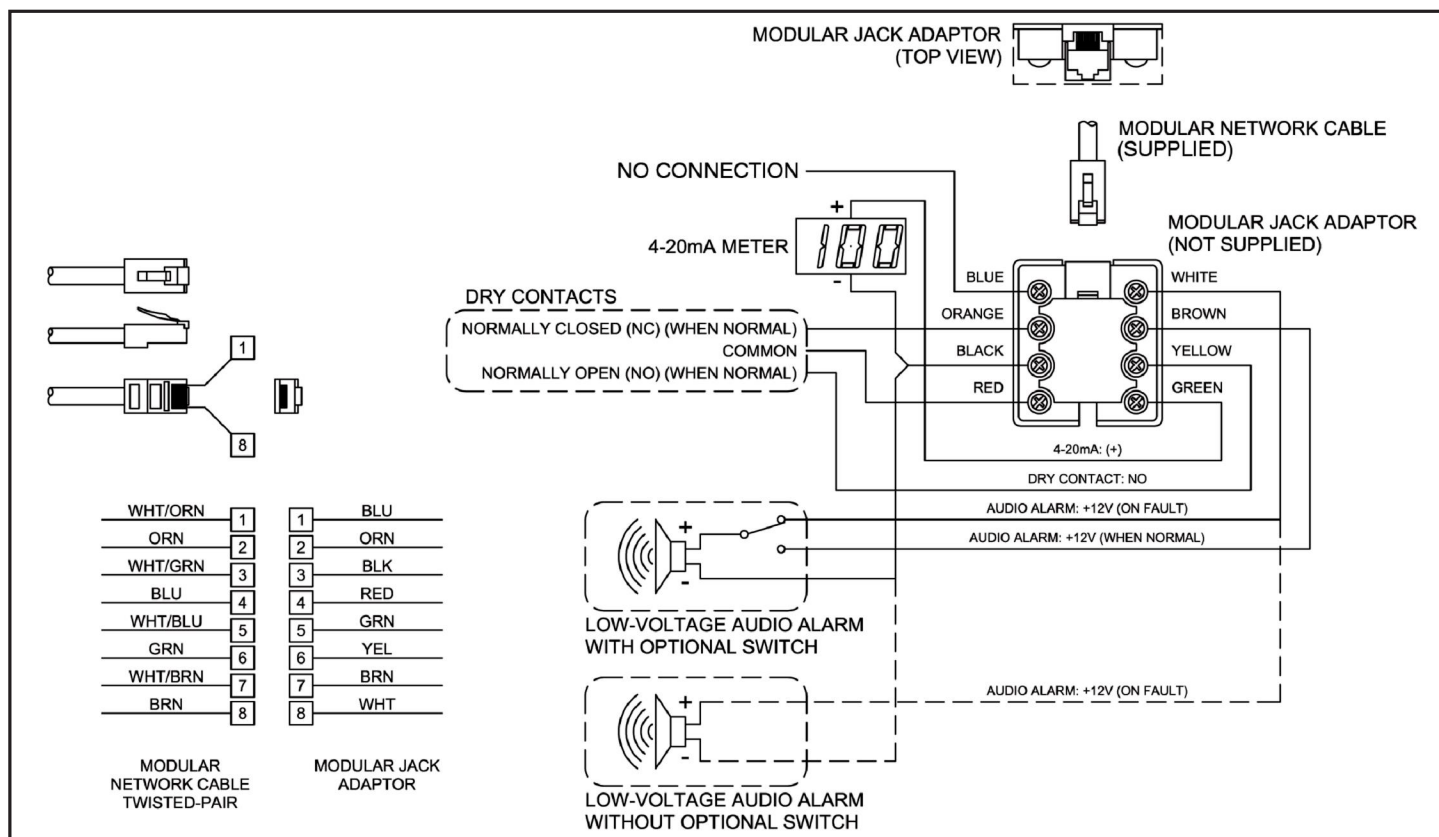 MODULAR JACK ADAPTOR
(TOP VIEW)
MODULAR NETWORK CABLE
(SUPPLIED)
NO CONNECTION
+
4-20mA METER
100
-
MODULAR JACK ADAPTOR
(NOT SUPPLIED)
BLUE
WHITE
ORANGE
BROWN
BLACK
YELLOW
RED
GREEN
DRY CONTACTS
NORMALLY CLOSED (NC) (WHEN NORMAL)
COMMON
NORMALLY OPEN (NO) (WHEN NORMAL)
4-20mA: (+)
DRY CONTACT: NO
AUDIO ALARM: +12V (ON FAULT)
AUDIO ALARM: +12V (WHEN NORMAL)
+
-
LOW-VOLTAGE AUDIO ALARM
WITH OPTIONAL SWITCH
AUDIO ALARM: +12V (ON FAULT)
+
-
LOW-VOLTAGE AUDIO ALARM
WITHOUT OPTIONAL SWITCH
1
8
WHT/ORN 1
ORN 2
WHT/GRN 3
BLU 4
WHT/BLU 5
GRN 6
WHT/BRN 7
BRN 8
MODULAR
NETWORK CABLE
TWISTED-PAIR
1 BLU
2 ORN
3 BLK
4 RED
5 GRN
6 YEL
7 BRN
8 WHT
MODULAR JACK
ADAPTOR